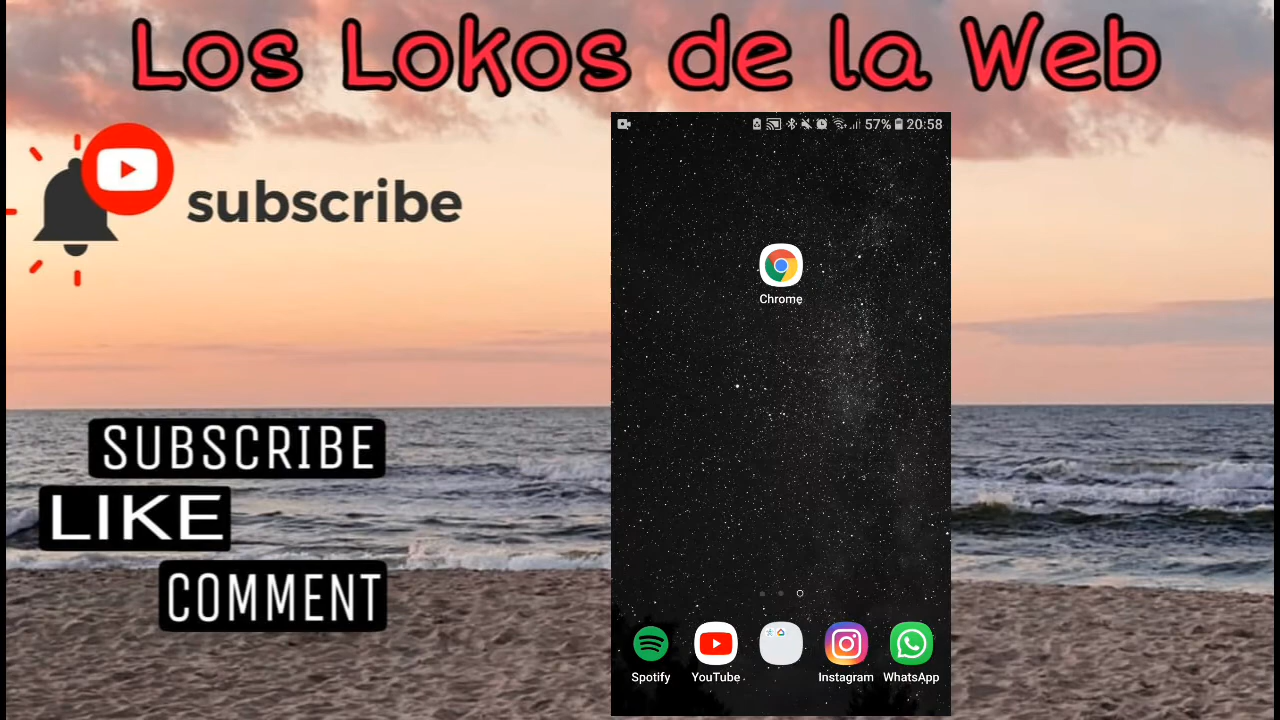 Los Lokos de la Web
subscribe
SUBSCRIBE
LIKE
COMMENT
57% 20:58
Chrome
Spotify YouTube Instagram WhatsApp